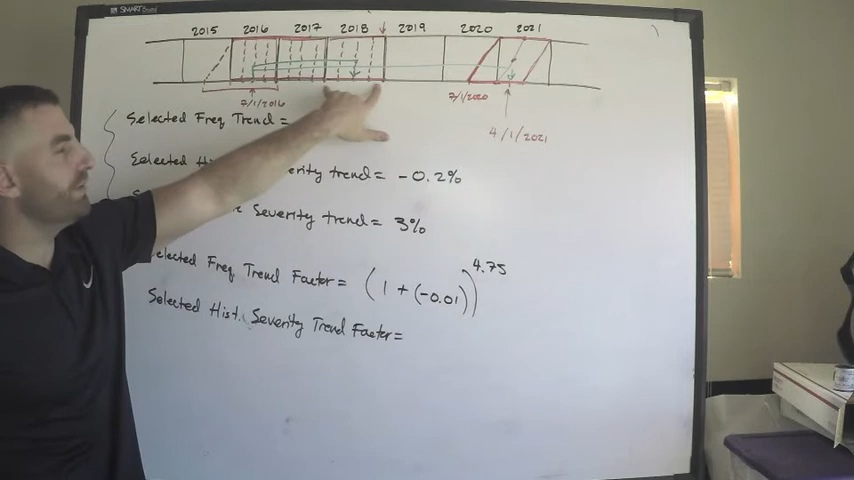 SMART Board
2015 2016 2017 2018 2019 2020 2021
7/1/2016
7/1/2020
4/1/2021
Selected Freq Trend =
Selected erity trend = -0.2%
Severity trend = 3%
elected Freq Trend Factor = (1 + (-0.01))^4.75
Selected Hist. Severity Trend Factor =